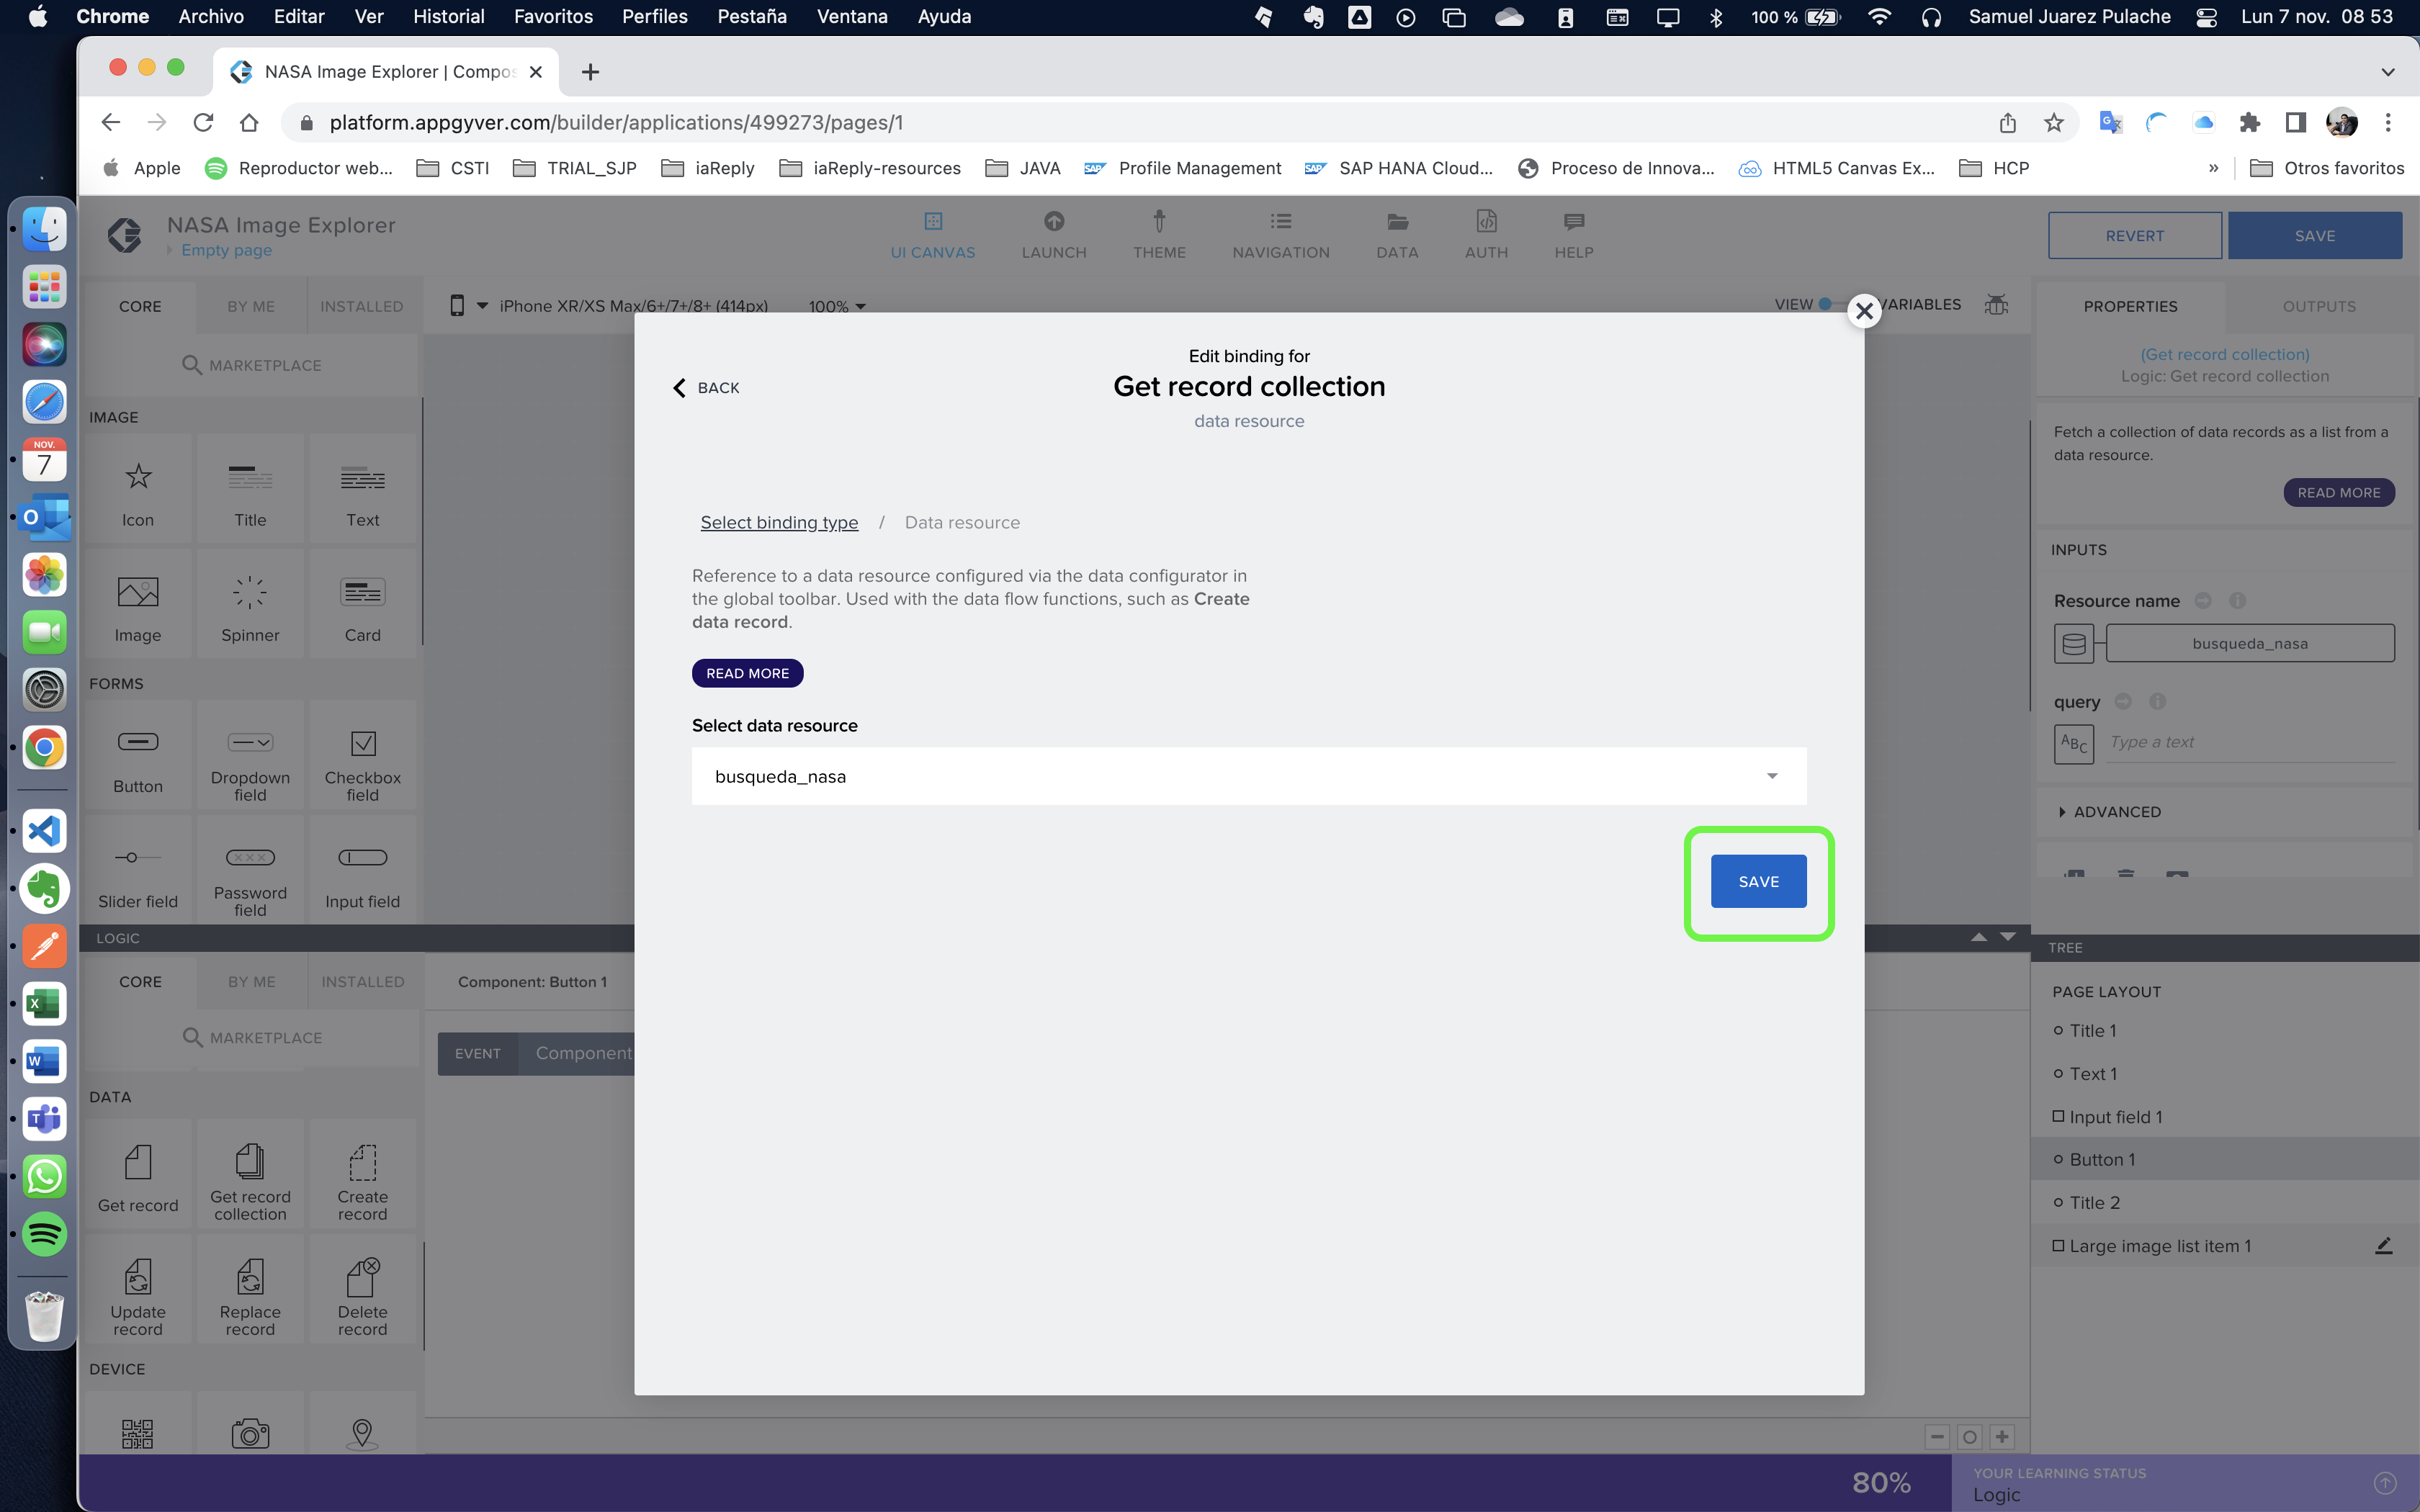 Chrome Archivo Editar Ver Historial Favoritos Perfiles Pestaña Ventana Ayuda 100 % Samuel Juarez Pulache Lun 7 nov. 08 53
NASA Image Explorer | Compos
platform.appgyver.com/builder/applications/499273/pages/1
Apple Reproductor web... CSTI TRIAL_SJP iaReply iaReply-resources JAVA Profile Management SAP HANA Cloud... Proceso de Innova... HTML5 Canvas Ex... HCP » Otros favoritos
NASA Image Explorer
Empty page
UI CANVAS LAUNCH THEME NAVIGATION DATA AUTH HELP
REVERT SAVE
CORE BY ME INSTALLED
iPhone XR/XS Max/6+/7+/8+ (414px) 100%
VIEW VARIABLES
PROPERTIES OUTPUTS
MARKETPLACE
IMAGE
Icon Title Text
Image Spinner Card
FORMS
Button Dropdown field Checkbox field
Slider field Password field Input field
Edit binding for
BACK
Get record collection
data resource
Select binding type / Data resource
Reference to a data resource configured via the data configurator in
the global toolbar. Used with the data flow functions, such as Create
data record.
READ MORE
Select data resource
busqueda_nasa
SAVE
(Get record collection)
Logic: Get record collection
Fetch a collection of data records as a list from a
data resource.
READ MORE
INPUTS
Resource name
busqueda_nasa
query
ABC Type a text
ADVANCED
LOGIC
CORE BY ME INSTALLED
Component: Button 1
MARKETPLACE
EVENT Component
DATA
Get record Get record collection Create record
Update record Replace record Delete record
DEVICE
TREE
PAGE LAYOUT
Title 1
Text 1
Input field 1
Button 1
Title 2
Large image list item 1
80%
YOUR LEARNING STATUS
Logic
NOV.
7